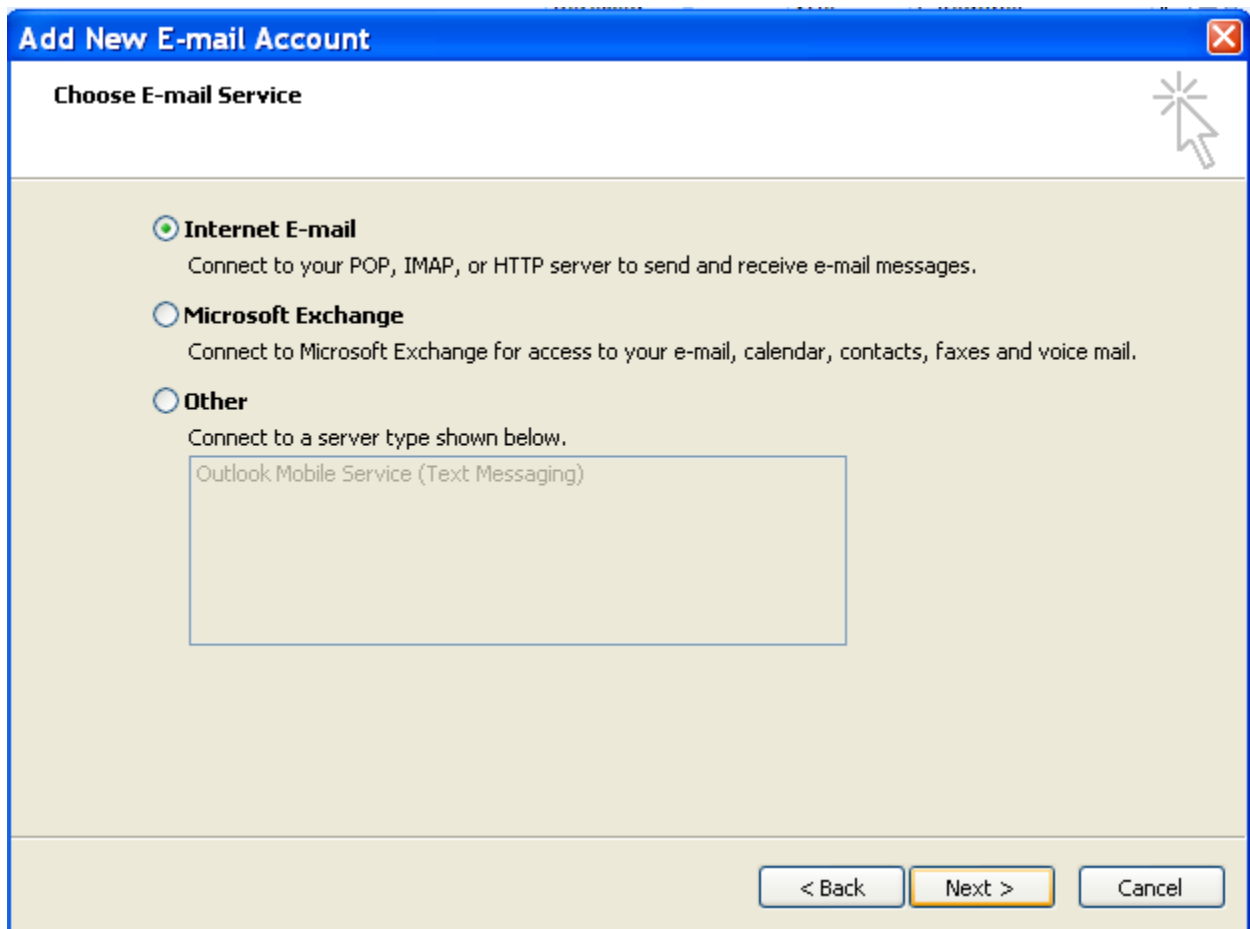 Add New E-mail Account
Choose E-mail Service
Internet E-mail
Connect to your POP, IMAP, or HTTP server to send and receive e-mail messages.
Microsoft Exchange
Connect to Microsoft Exchange for access to your e-mail, calendar, contacts, faxes and voice mail.
Other
Connect to a server type shown below.
Outlook Mobile Service (Text Messaging)
< Back Next > Cancel